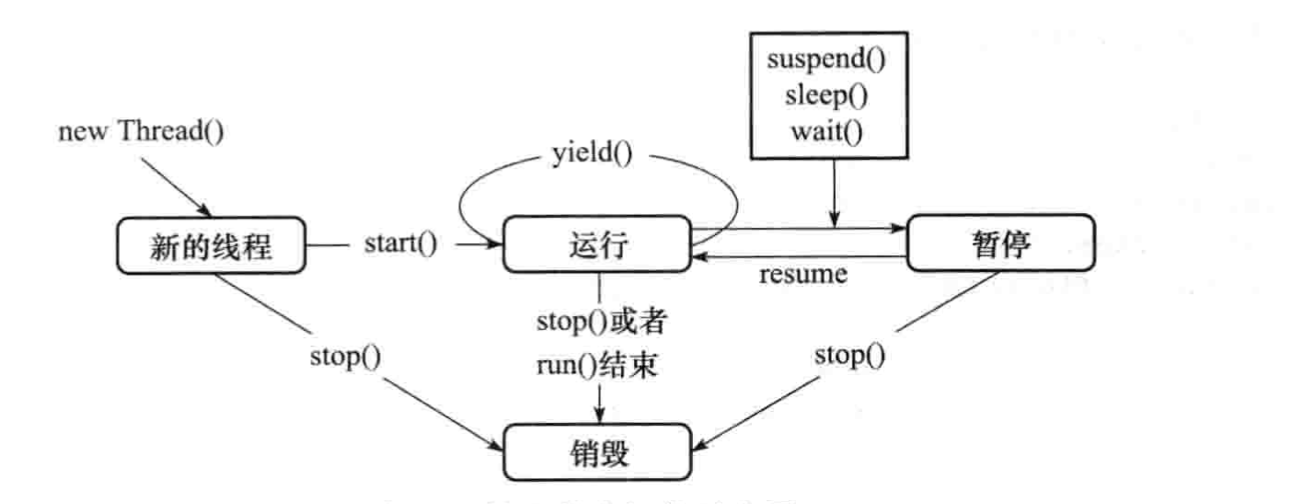 suspend()
sleep()
wait()
new Thread()
yield()
新的线程
start()
运行
暂停
resume
stop()或者
run()结束
stop()
stop()
销毁